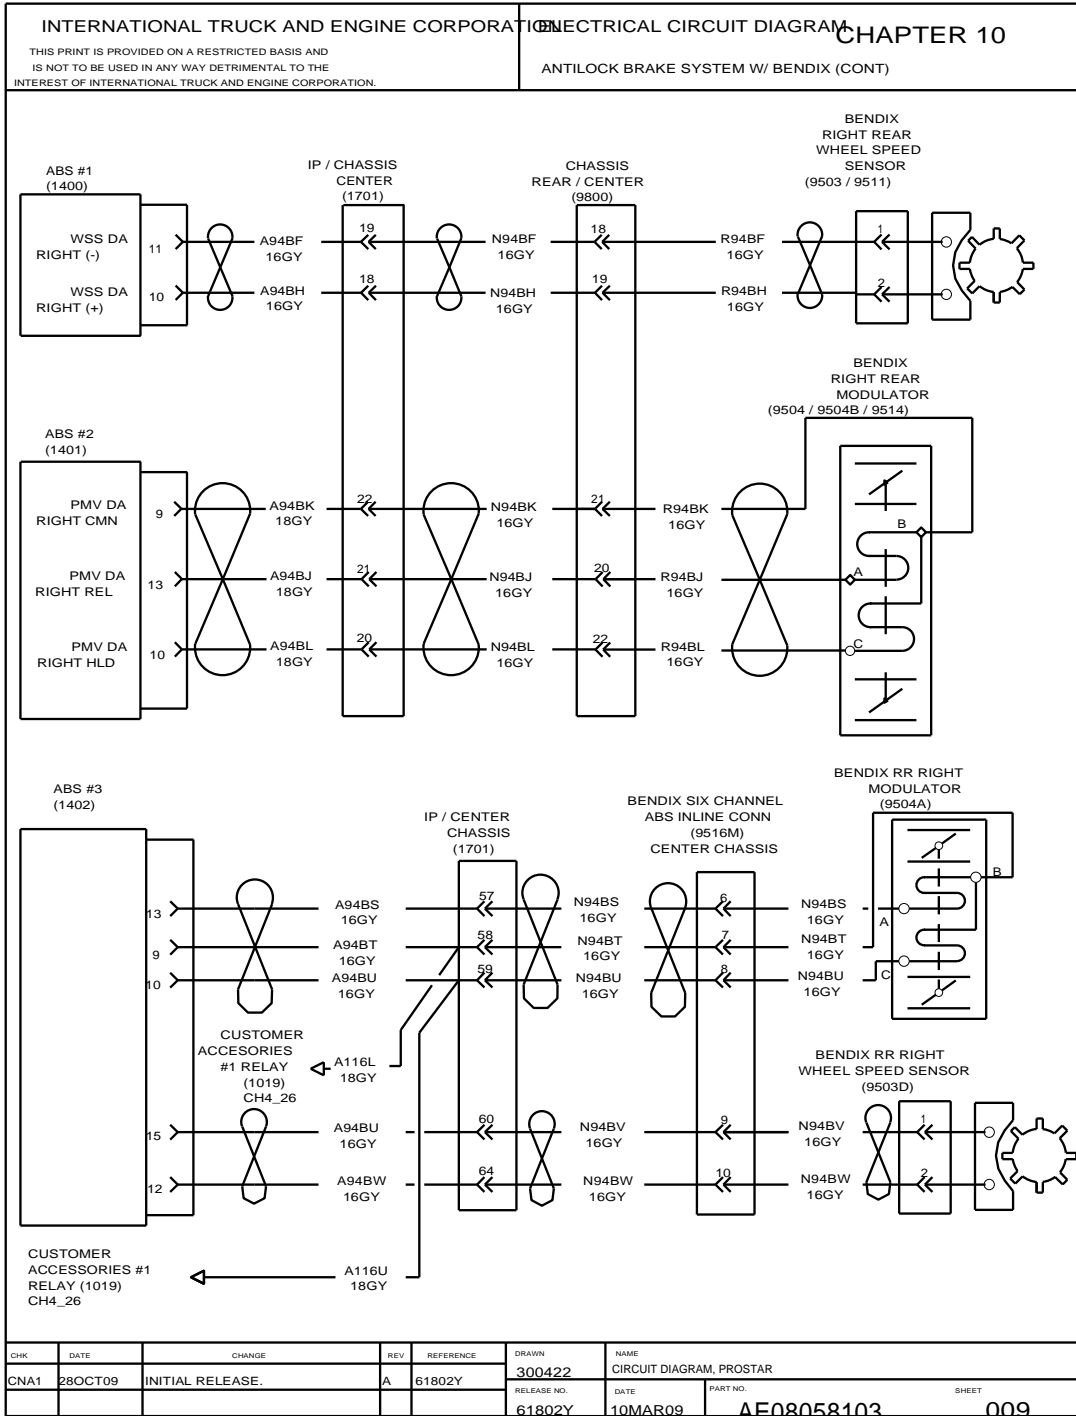 INTERNATIONAL TRUCK AND ENGINE CORPORATION
ELECTRICAL CIRCUIT DIAGRAM
CHAPTER 10
THIS PRINT IS PROVIDED ON A RESTRICTED BASIS AND
IS NOT TO BE USED IN ANY WAY DETRIMENTAL TO THE
INTEREST OF INTERNATIONAL TRUCK AND ENGINE CORPORATION.
ANTILOCK BRAKE SYSTEM W/ BENDIX (CONT)
ABS #1
(1400)
IP / CHASSIS
CENTER
(1701)
CHASSIS
REAR / CENTER
(9800)
BENDIX
RIGHT REAR
WHEEL SPEED
SENSOR
(9503 / 9511)
WSS DA
RIGHT (-)
11
A94BF
16GY
19
N94BF
16GY
18
R94BF
16GY
1
WSS DA
RIGHT (+)
10
A94BH
16GY
18
N94BH
16GY
19
R94BH
16GY
2
BENDIX
RIGHT REAR
MODULATOR
(9504 / 9504B / 9514)
ABS #2
(1401)
PMV DA
RIGHT CMN
9
A94BK
18GY
22
N94BK
16GY
21
R94BK
16GY
B
PMV DA
RIGHT REL
13
A94BJ
18GY
21
N94BJ
16GY
20
R94BJ
16GY
A
PMV DA
RIGHT HLD
10
A94BL
18GY
20
N94BL
16GY
22
R94BL
16GY
C
ABS #3
(1402)
IP / CENTER
CHASSIS
(1701)
BENDIX SIX CHANNEL
ABS INLINE CONN
(9516M)
CENTER CHASSIS
BENDIX RR RIGHT
MODULATOR
(9504A)
B
13
A94BS
16GY
57
N94BS
16GY
6
N94BS
16GY
A
9
A94BT
16GY
58
N94BT
16GY
7
N94BT
16GY
10
A94BU
16GY
59
N94BU
16GY
8
N94BU
16GY
C
CUSTOMER
ACCESORIES
#1 RELAY
(1019)
CH4_26
A116L
18GY
BENDIX RR RIGHT
WHEEL SPEED SENSOR
(9503D)
15
A94BU
16GY
60
N94BV
16GY
9
N94BV
16GY
1
12
A94BW
16GY
64
N94BW
16GY
10
N94BW
16GY
2
CUSTOMER
ACCESSORIES #1
RELAY (1019)
CH4_26
A116U
18GY
CHK DATE CHANGE REV REFERENCE
CNA1 28OCT09 INITIAL RELEASE. A 61802Y
DRAWN
300422
NAME
CIRCUIT DIAGRAM, PROSTAR
RELEASE NO.
61802Y
DATE
10MAR09
PART NO.
AE08058103
SHEET
009